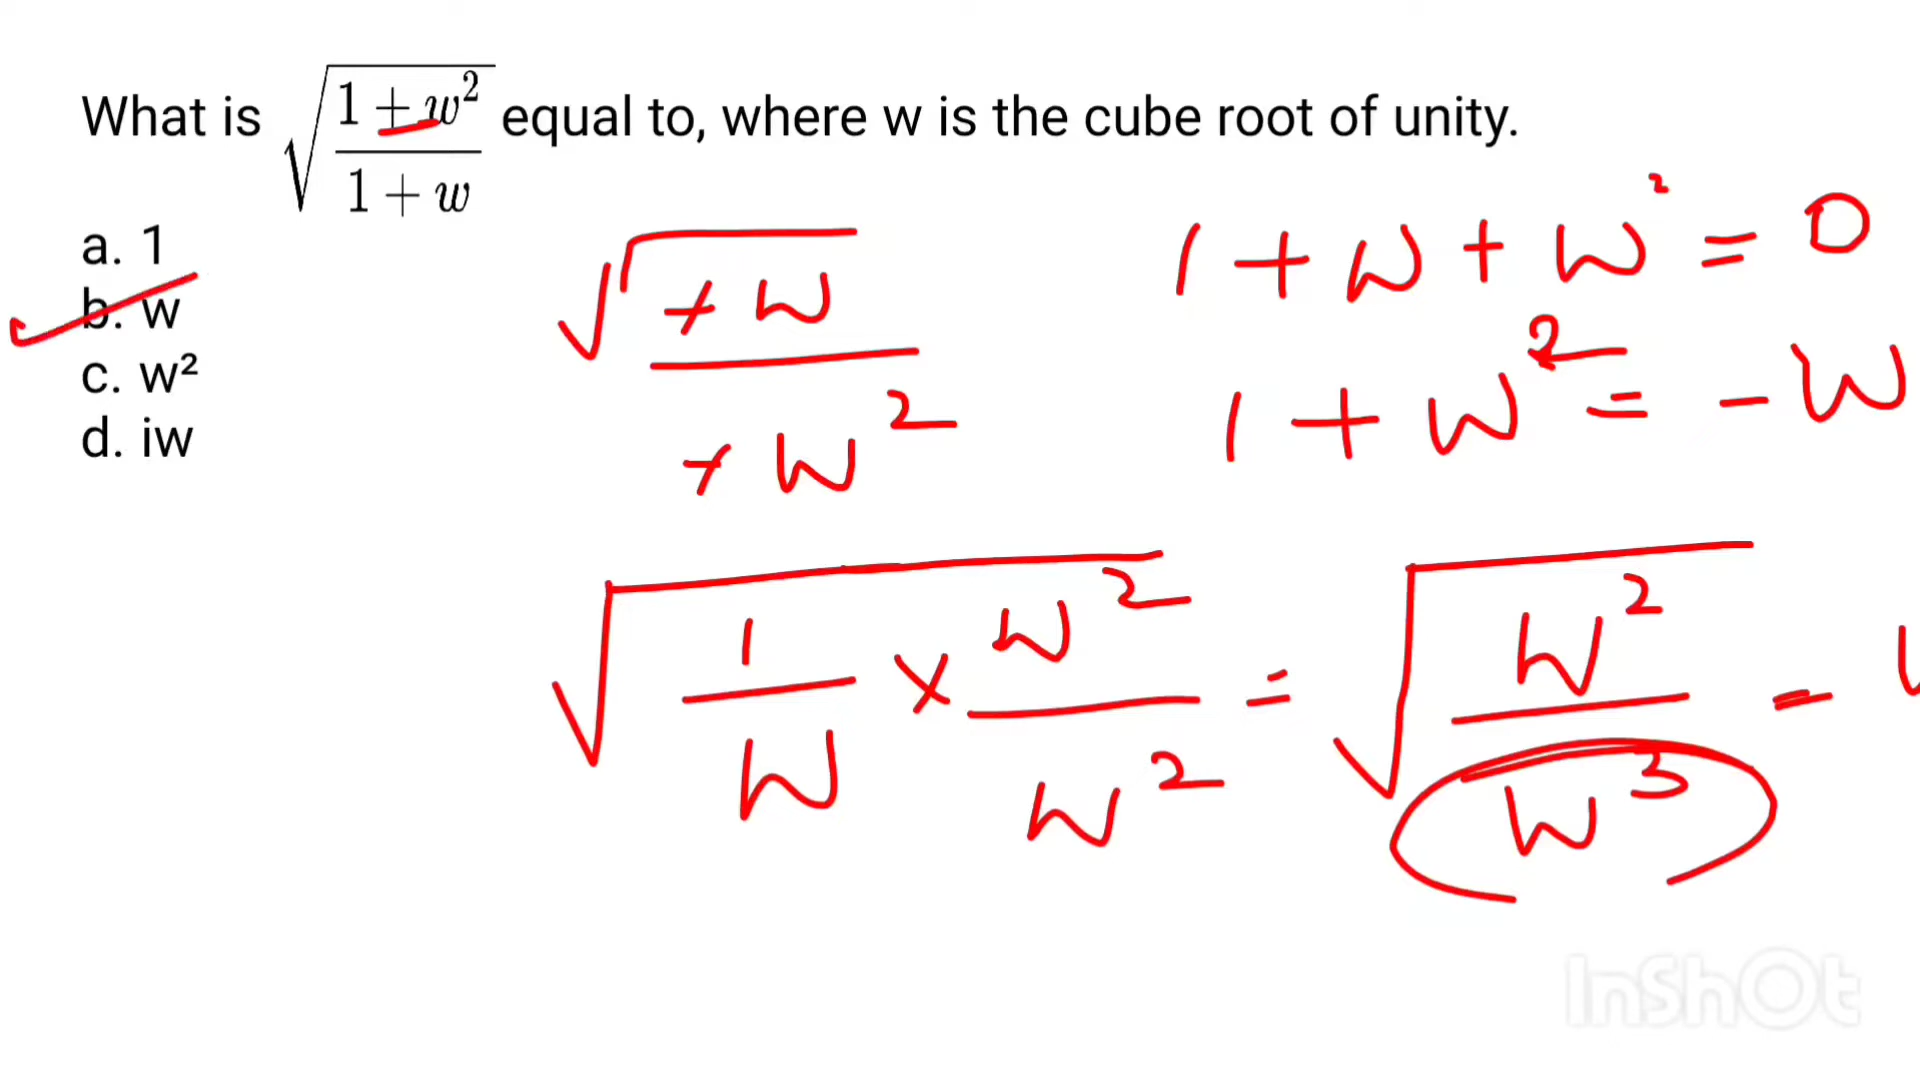 What is √((1 + w²)/(1 + w)) equal to, where w is the cube root of unity.
a. 1
b. w
c. w²
d. iw
1 + w + w² = 0
1 + w² = - w
√(+ w / + w²)
√(1/w × w²/w²) = √(w²/w³) =
InShOt